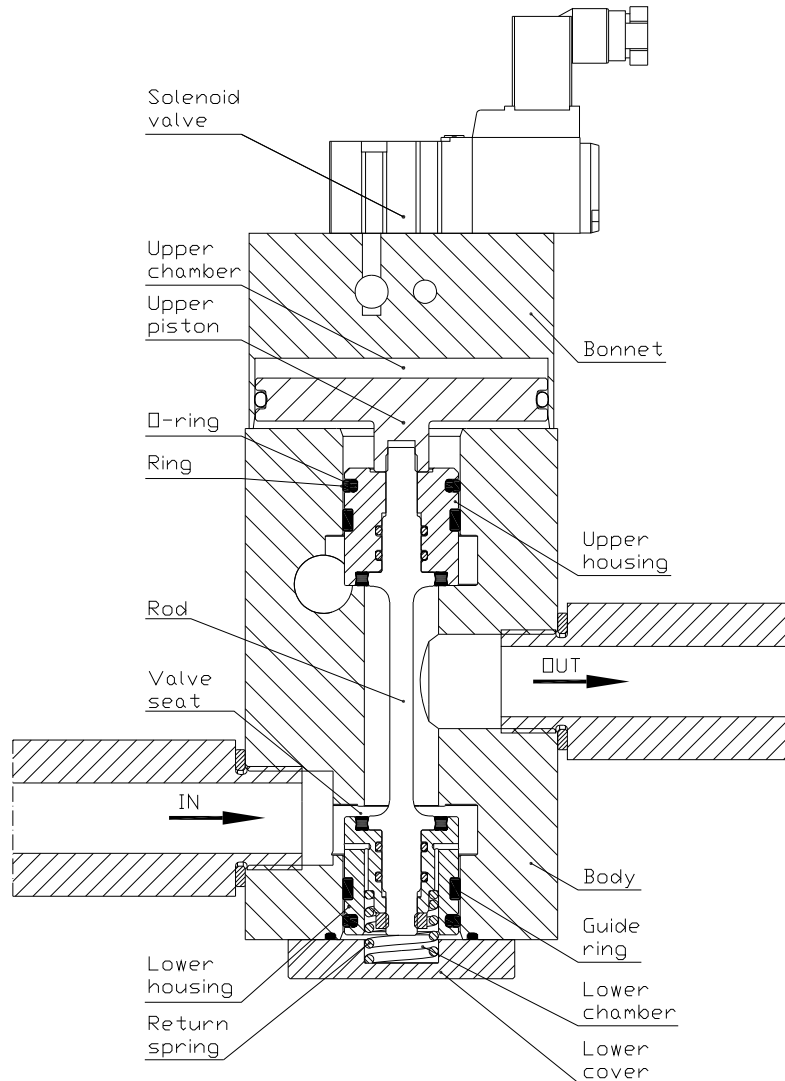 Solenoid
valve
Upper
chamber
Upper
piston
Bonnet
O-ring
Ring
Upper
housing
Rod
OUT
Valve
seat
IN
Body
Guide
ring
Lower
housing
Lower
chamber
Return
spring
Lower
cover